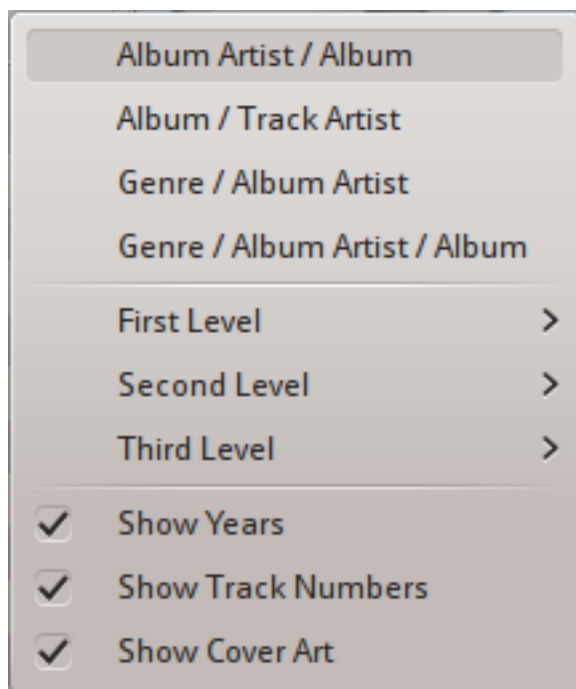 Album Artist / Album
Album / Track Artist
Genre / Album Artist
Genre / Album Artist / Album
First Level
Second Level
Third Level
Show Years
Show Track Numbers
Show Cover Art